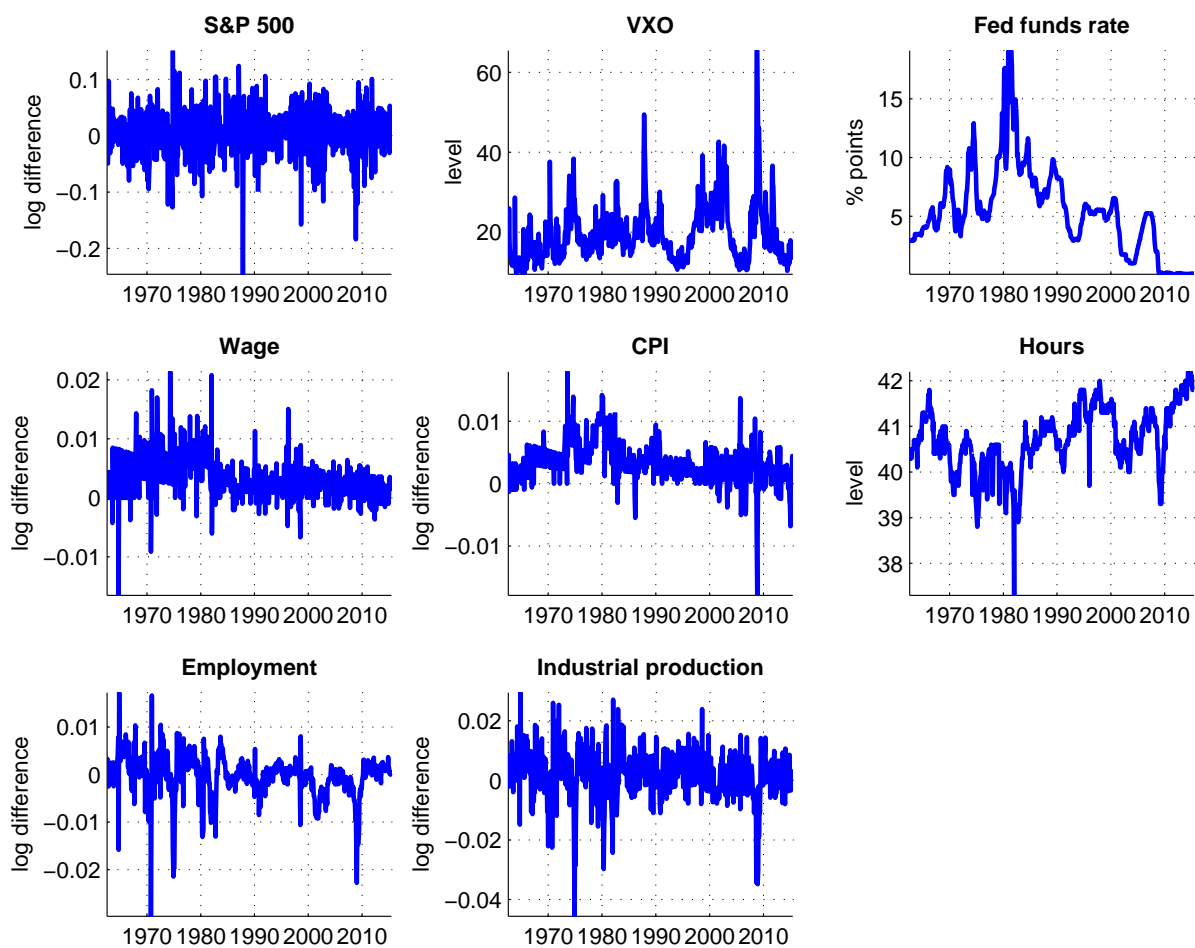 S&P 500
log difference
0.1
0
−0.1
−0.2
1970 1980 1990 2000 2010
VXO
level
60
40
20
1970 1980 1990 2000 2010
Fed funds rate
% points
15
10
5
1970 1980 1990 2000 2010
Wage
log difference
0.02
0.01
0
−0.01
1970 1980 1990 2000 2010
CPI
log difference
0.01
0
−0.01
1970 1980 1990 2000 2010
Hours
level
42
41
40
39
38
1970 1980 1990 2000 2010
Employment
log difference
0.01
0
−0.01
−0.02
1970 1980 1990 2000 2010
Industrial production
log difference
0.02
0
−0.02
−0.04
1970 1980 1990 2000 2010